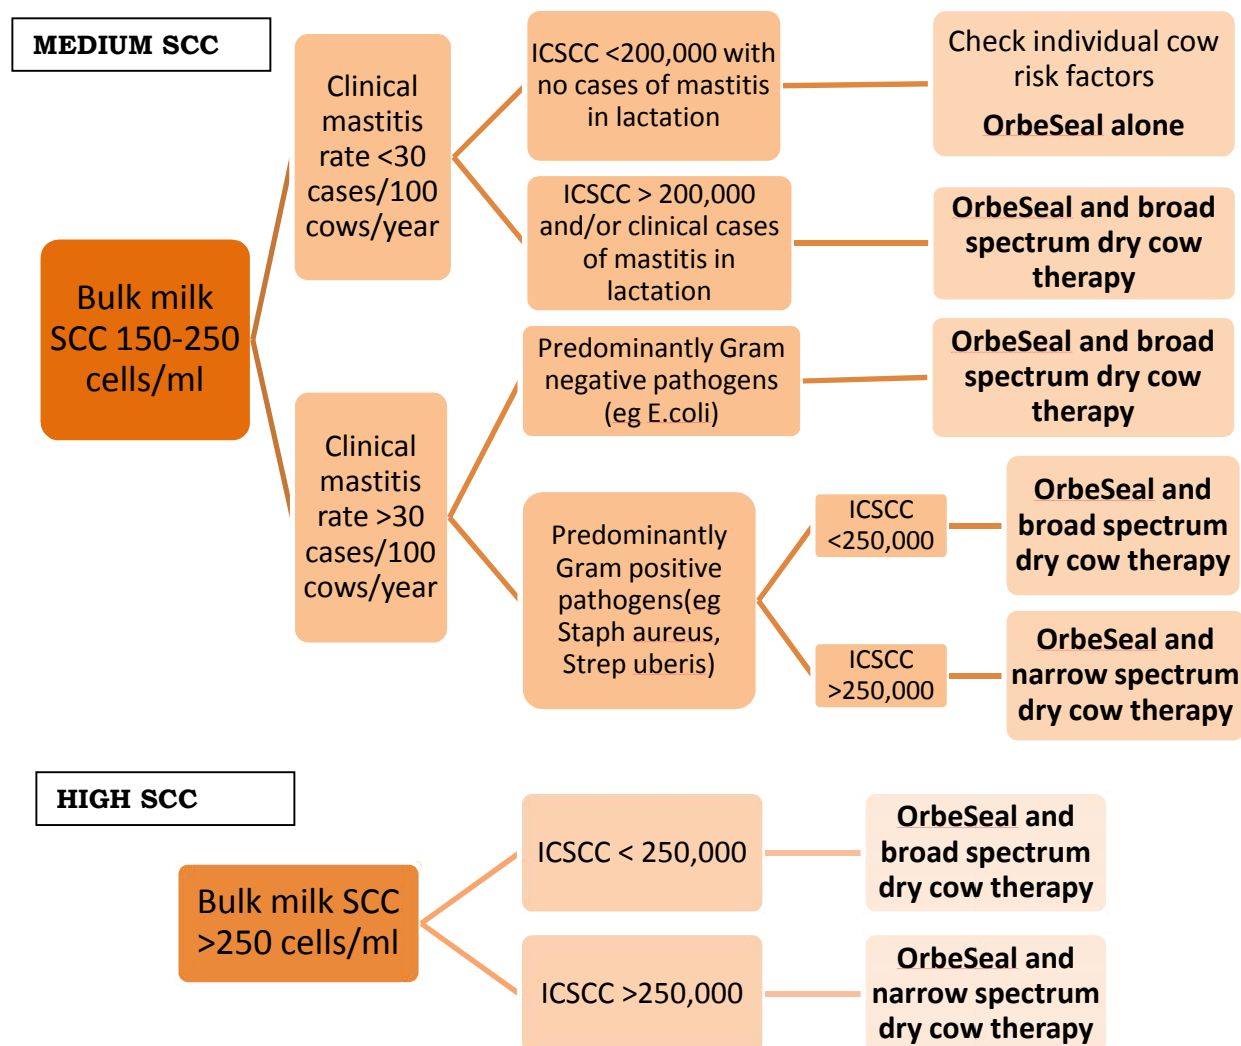 MEDIUM SCC
Bulk milk
SCC 150-250
cells/ml
Clinical
mastitis
rate <30
cases/100
cows/year
ICSCC <200,000 with
no cases of mastitis
in lactation
Check individual cow
risk factors
OrbeSeal alone
ICSCC > 200,000
and/or clinical cases
of mastitis in
lactation
OrbeSeal and broad
spectrum dry cow
therapy
Clinical
mastitis
rate >30
cases/100
cows/year
Predominantly Gram
negative pathogens
(eg E.coli)
OrbeSeal and broad
spectrum dry cow
therapy
Predominantly
Gram positive
pathogens(eg
Staph aureus,
Strep uberis)
ICSCC
<250,000
OrbeSeal and
broad spectrum
dry cow therapy
ICSCC
>250,000
OrbeSeal and
narrow spectrum
dry cow therapy
HIGH SCC
Bulk milk SCC
>250 cells/ml
ICSCC < 250,000
OrbeSeal and
broad spectrum
dry cow therapy
ICSCC >250,000
OrbeSeal and
narrow spectrum
dry cow therapy